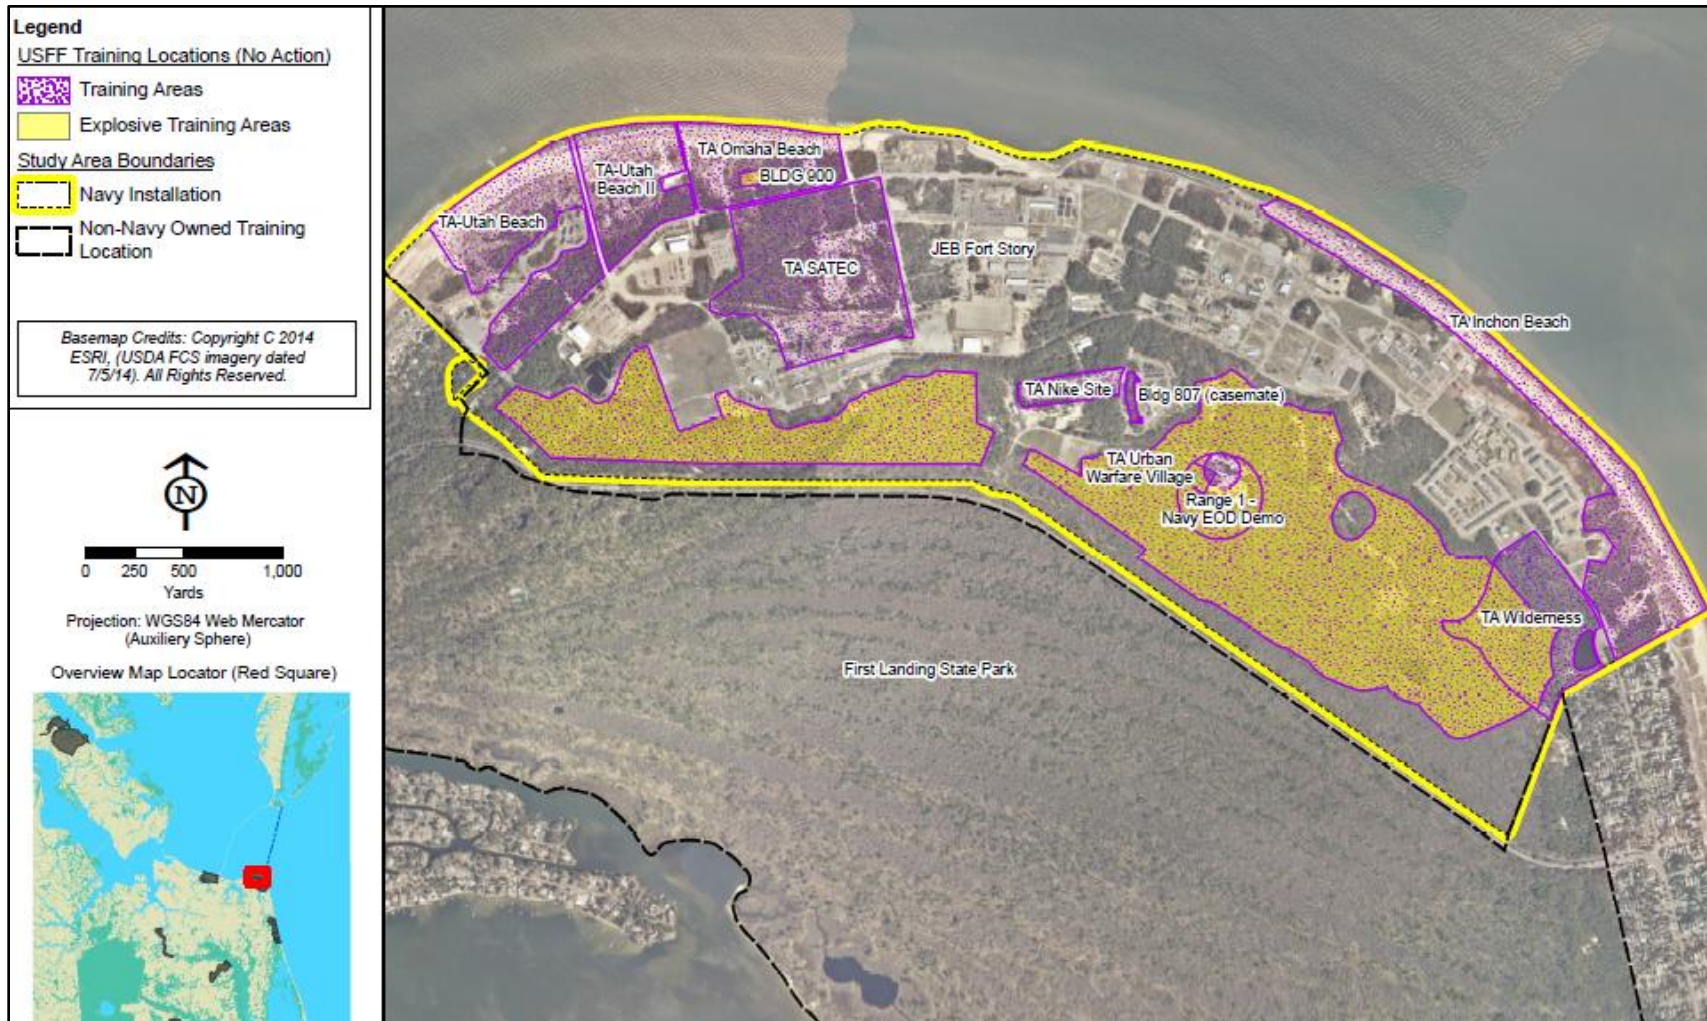 Legend
USFF Training Locations (No Action)
Training Areas
Explosive Training Areas
Study Area Boundaries
Navy Installation
Non-Navy Owned Training
Location
Basemap Credits: Copyright C 2014
ESRI, (USDA FCS imagery dated
7/5/14). All Rights Reserved.
N
0 250 500 1,000
Yards
Projection: WGS84 Web Mercator
(Auxiliery Sphere)
Overview Map Locator (Red Square)
TA Omaha Beach
BLDG 900
TA-Utah
Beach II
TA-Utah Beach
TA SATEC
JEB Fort Story
TA Inchon Beach
TA Nike Site
Bldg 807 (casemate)
TA Urban
Warfare Village
Range 1 -
Navy EOD Demo
TA Wilderness
First Landing State Park